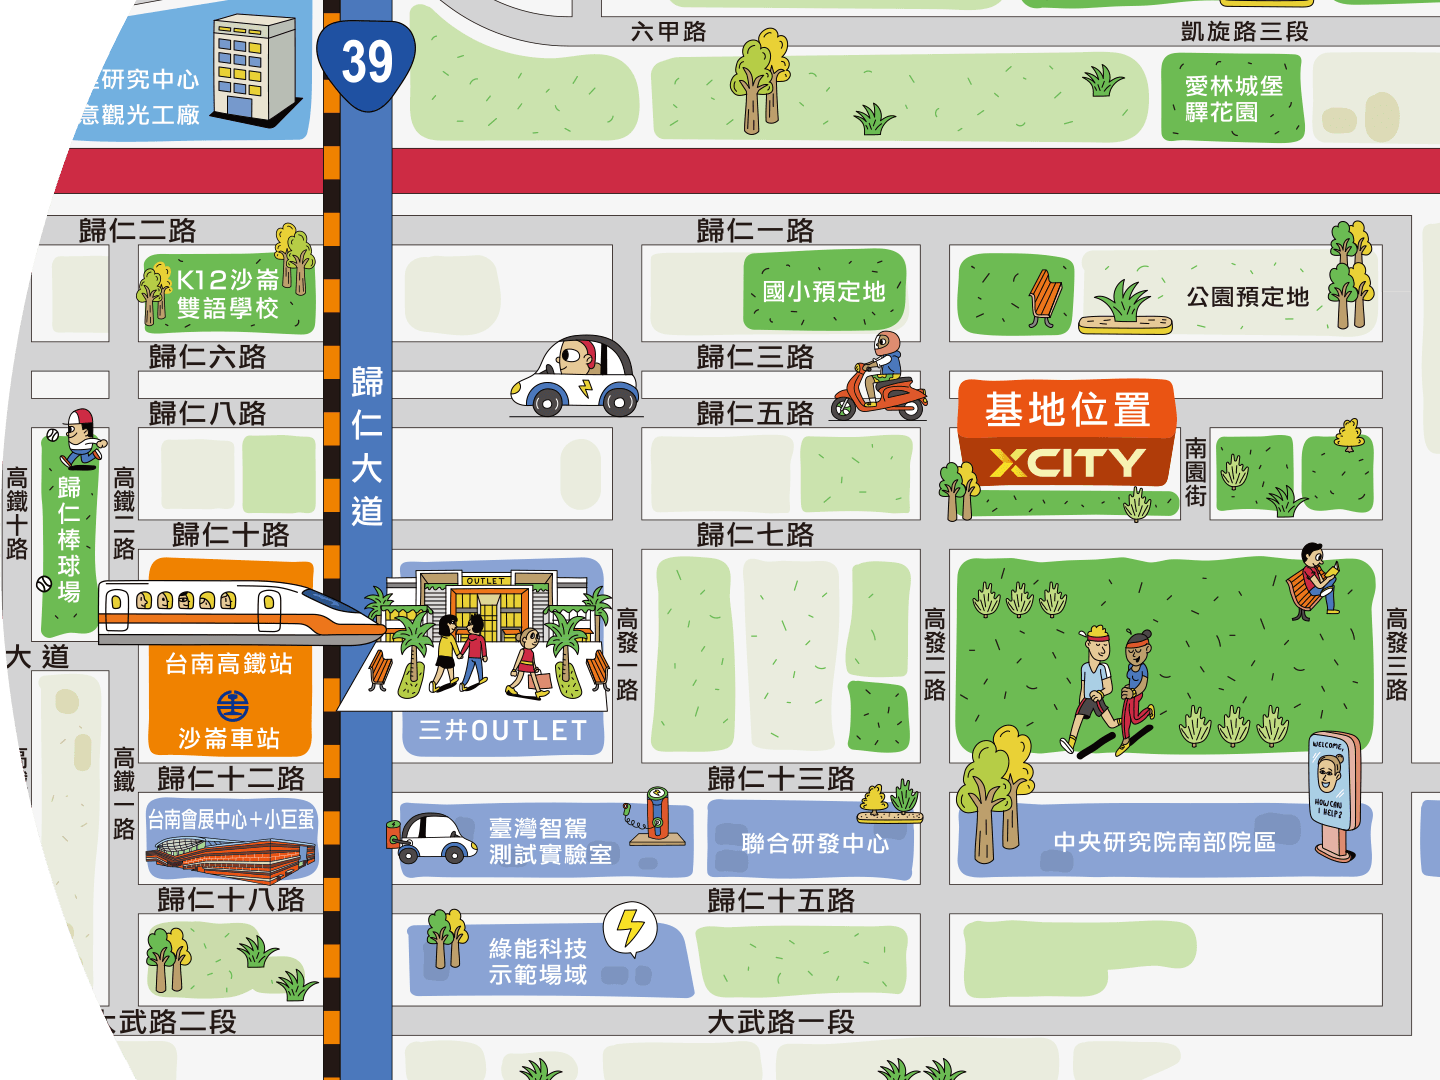 六甲路
凱旋路三段
39
研究中心
意觀光工廠
愛林城堡
驛花園
歸仁二路
歸仁一路
K12沙崙
雙語學校
國小預定地
公園預定地
歸仁六路
歸仁三路
歸仁大道
歸仁八路
歸仁五路
基地位置
XCITY
南園街
高鐵十路
歸仁棒球場
高鐵二路
歸仁十路
歸仁七路
OUTLET
高發一路
高發二路
高發三路
大道
台南高鐵站
沙崙車站
三井OUTLET
高鐵一路
歸仁十二路
歸仁十三路
WELCOME,
HOW CAN
I HELP?
台南會展中心+小巨蛋
臺灣智駕
測試實驗室
聯合研發中心
中央研究院南部院區
歸仁十八路
歸仁十五路
綠能科技
示範場域
大武路二段
大武路一段